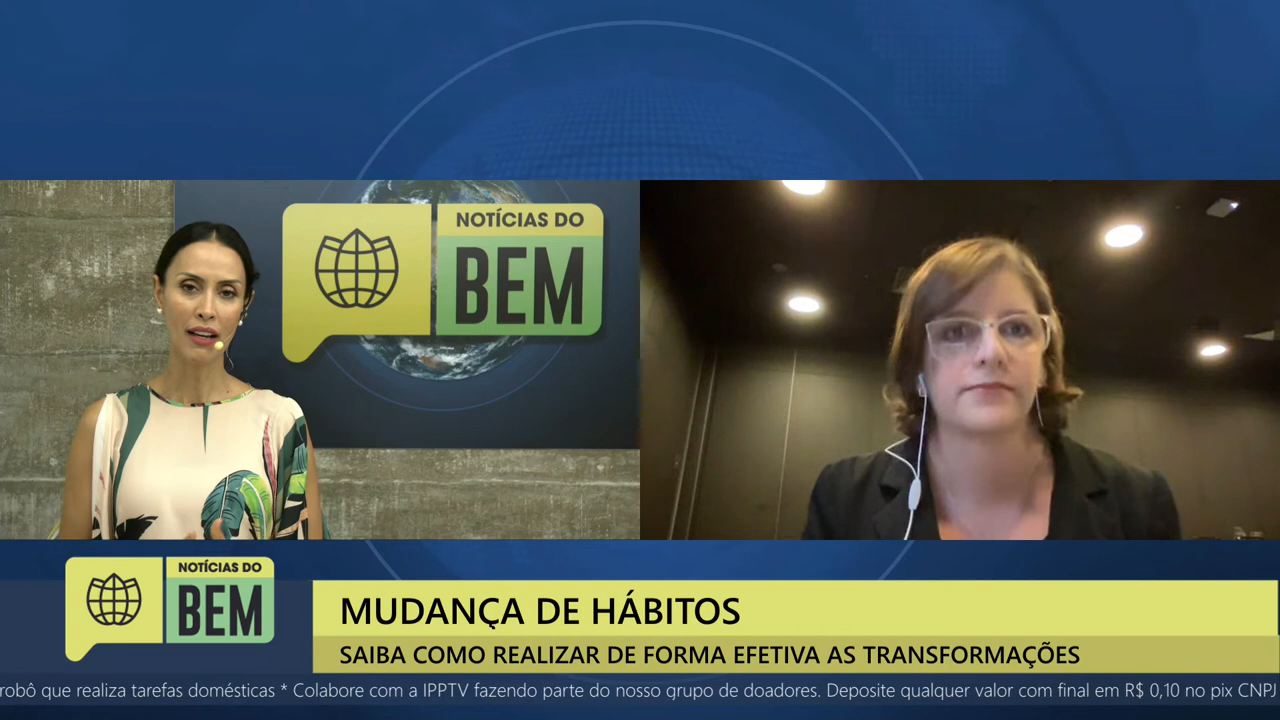 NOTÍCIAS DO
BEM
NOTÍCIAS DO
BEM
MUDANÇA DE HÁBITOS
SAIBA COMO REALIZAR DE FORMA EFETIVA AS TRANSFORMAÇÕES
robô que realiza tarefas domésticas * Colabore com a IPPTV fazendo parte do nosso grupo de doadores. Deposite qualquer valor com final em R$ 0,10 no pix CNPJ